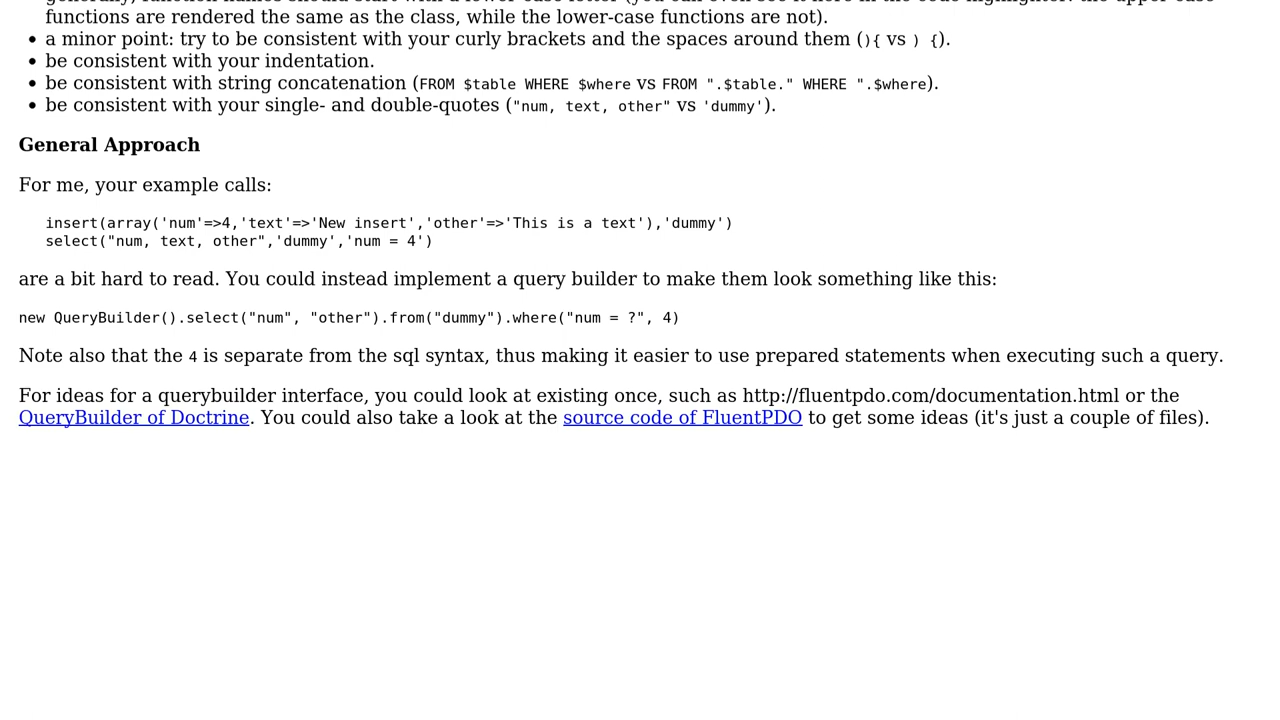 functions are rendered the same as the class, while the lower-case functions are not).
a minor point: try to be consistent with your curly brackets and the spaces around them (){ vs ) {).
be consistent with your indentation.
be consistent with string concatenation (FROM $table WHERE $where vs FROM ".$table." WHERE ".$where).
be consistent with your single- and double-quotes ("num, text, other" vs 'dummy').
General Approach
For me, your example calls:
insert(array('num'=>4,'text'=>'New insert','other'=>'This is a text'),'dummy')
select("num, text, other",'dummy','num = 4')
are a bit hard to read. You could instead implement a query builder to make them look something like this:
new QueryBuilder().select("num", "other").from("dummy").where("num = ?", 4)
Note also that the 4 is separate from the sql syntax, thus making it easier to use prepared statements when executing such a query.
For ideas for a querybuilder interface, you could look at existing once, such as http://fluentpdo.com/documentation.html or the
QueryBuilder of Doctrine. You could also take a look at the source code of FluentPDO to get some ideas (it's just a couple of files).